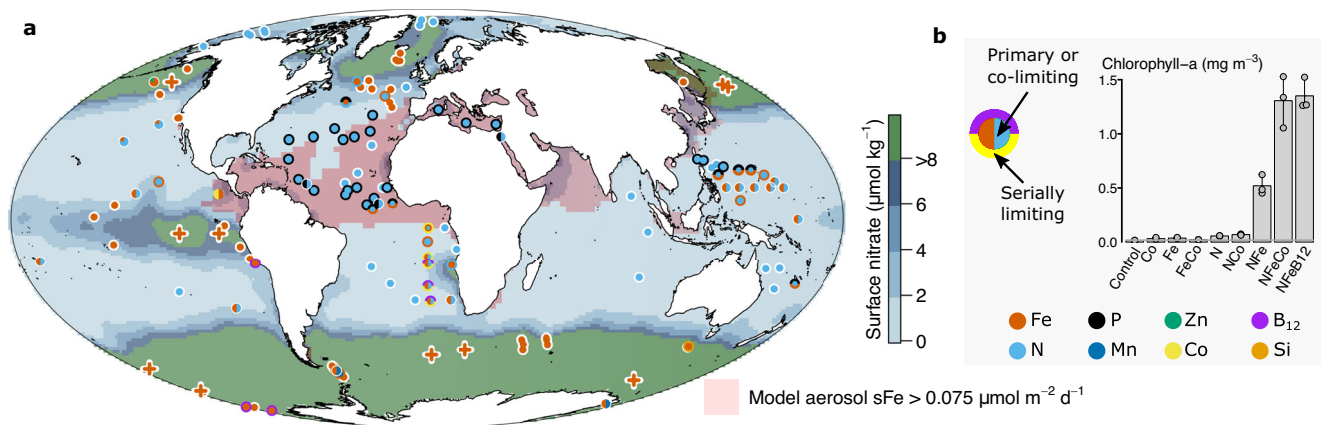 a
Surface nitrate (µmol kg⁻¹)
>8
6
4
2
0
Model aerosol sFe > 0.075 µmol m⁻² d⁻¹
b
Primary or
co-limiting
Serially
limiting
Chlorophyll−a (mg m⁻³)
1.5
1.0
0.5
0.0
Control
Co
Fe
FeCo
N
NCo
NFe
NFeCo
NFeB12
Fe
P
Zn
B₁₂
N
Mn
Co
Si